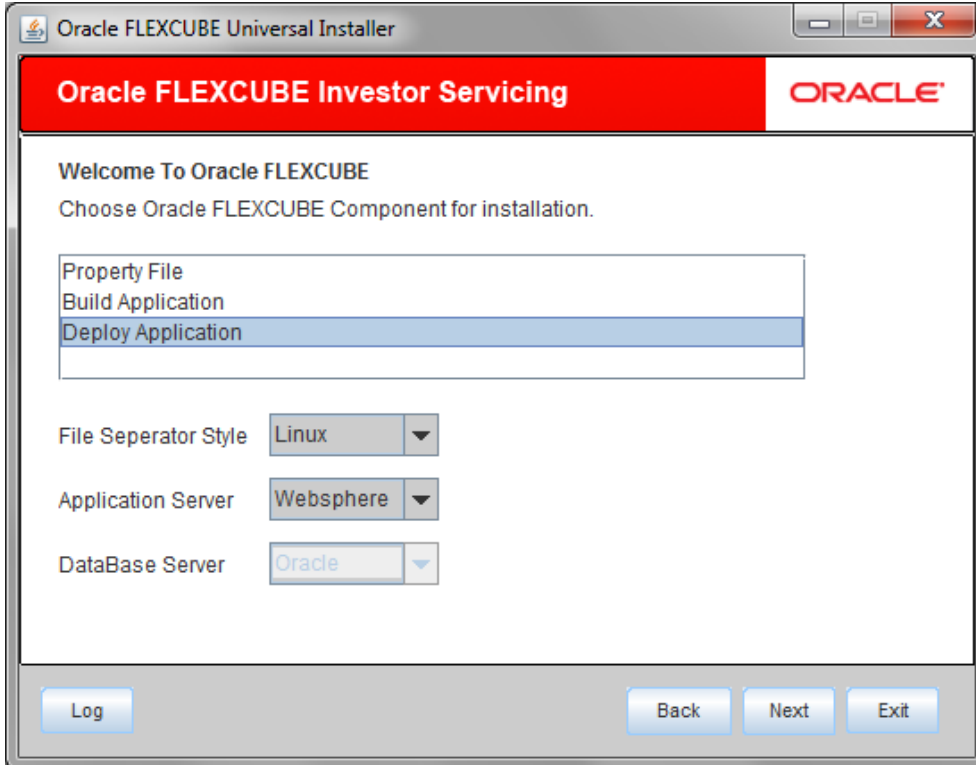 Oracle FLEXCUBE Universal Installer
Oracle FLEXCUBE Investor Servicing
ORACLE
Welcome To Oracle FLEXCUBE
Choose Oracle FLEXCUBE Component for installation.
Property File
Build Application
Deploy Application
File Seperator Style Linux
Application Server Websphere
DataBase Server Oracle
Log Back Next Exit